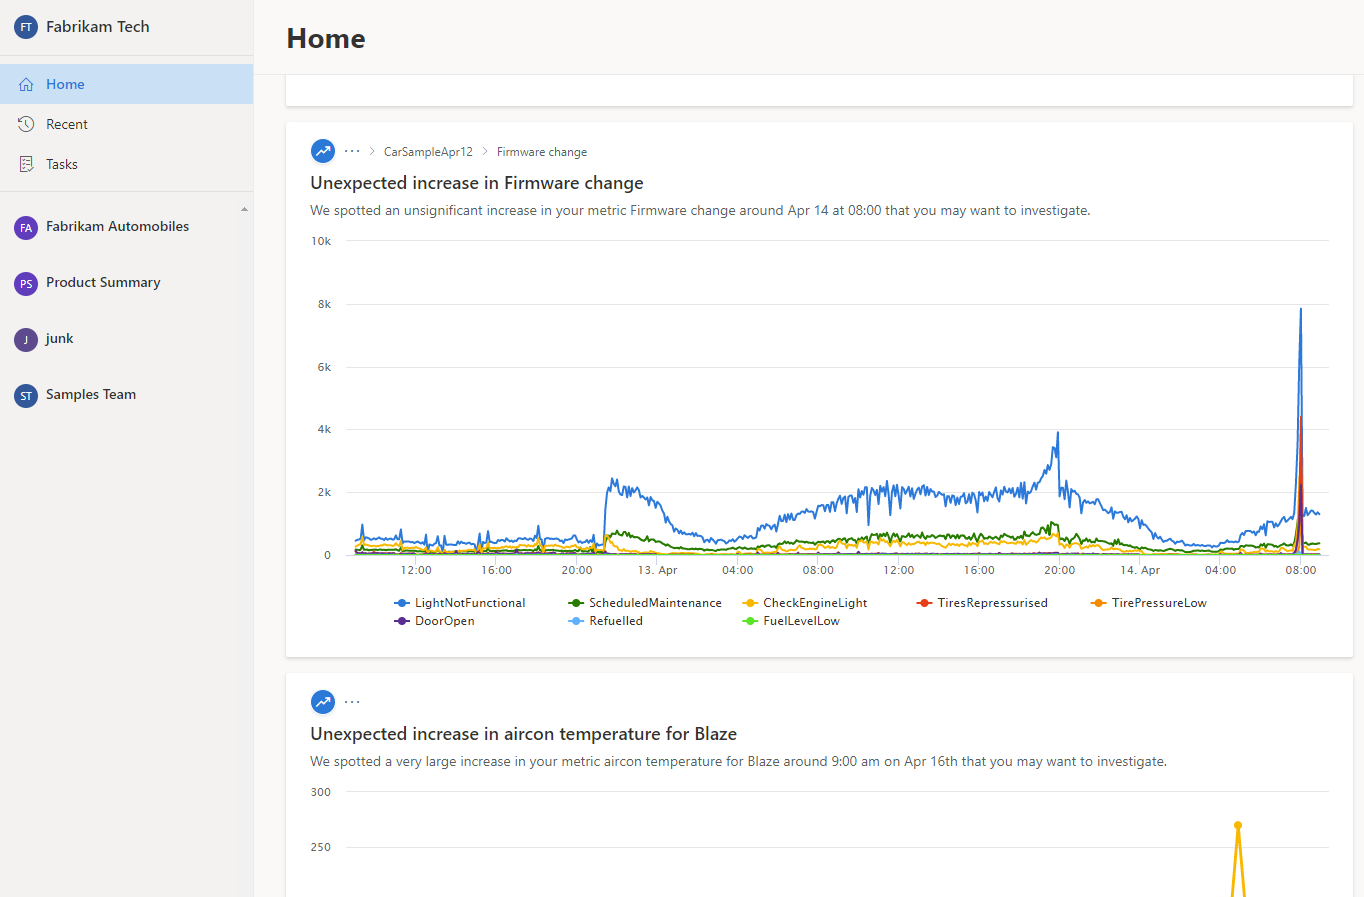 FT Fabrikam Tech
Home
Home
Recent
Tasks
FA Fabrikam Automobiles
PS Product Summary
J junk
ST Samples Team
... > CarSampleApr12 > Firmware change
Unexpected increase in Firmware change
We spotted an unsignificant increase in your metric Firmware change around Apr 14 at 08:00 that you may want to investigate.
10k
8k
6k
4k
2k
0
12:00 16:00 20:00 13. Apr 04:00 08:00 12:00 16:00 20:00 14. Apr 04:00 08:00
LightNotFunctional ScheduledMaintenance CheckEngineLight TiresRepressurised TirePressureLow
DoorOpen Refuelled FuelLevelLow
...
Unexpected increase in aircon temperature for Blaze
We spotted a very large increase in your metric aircon temperature for Blaze around 9:00 am on Apr 16th that you may want to investigate.
300
250